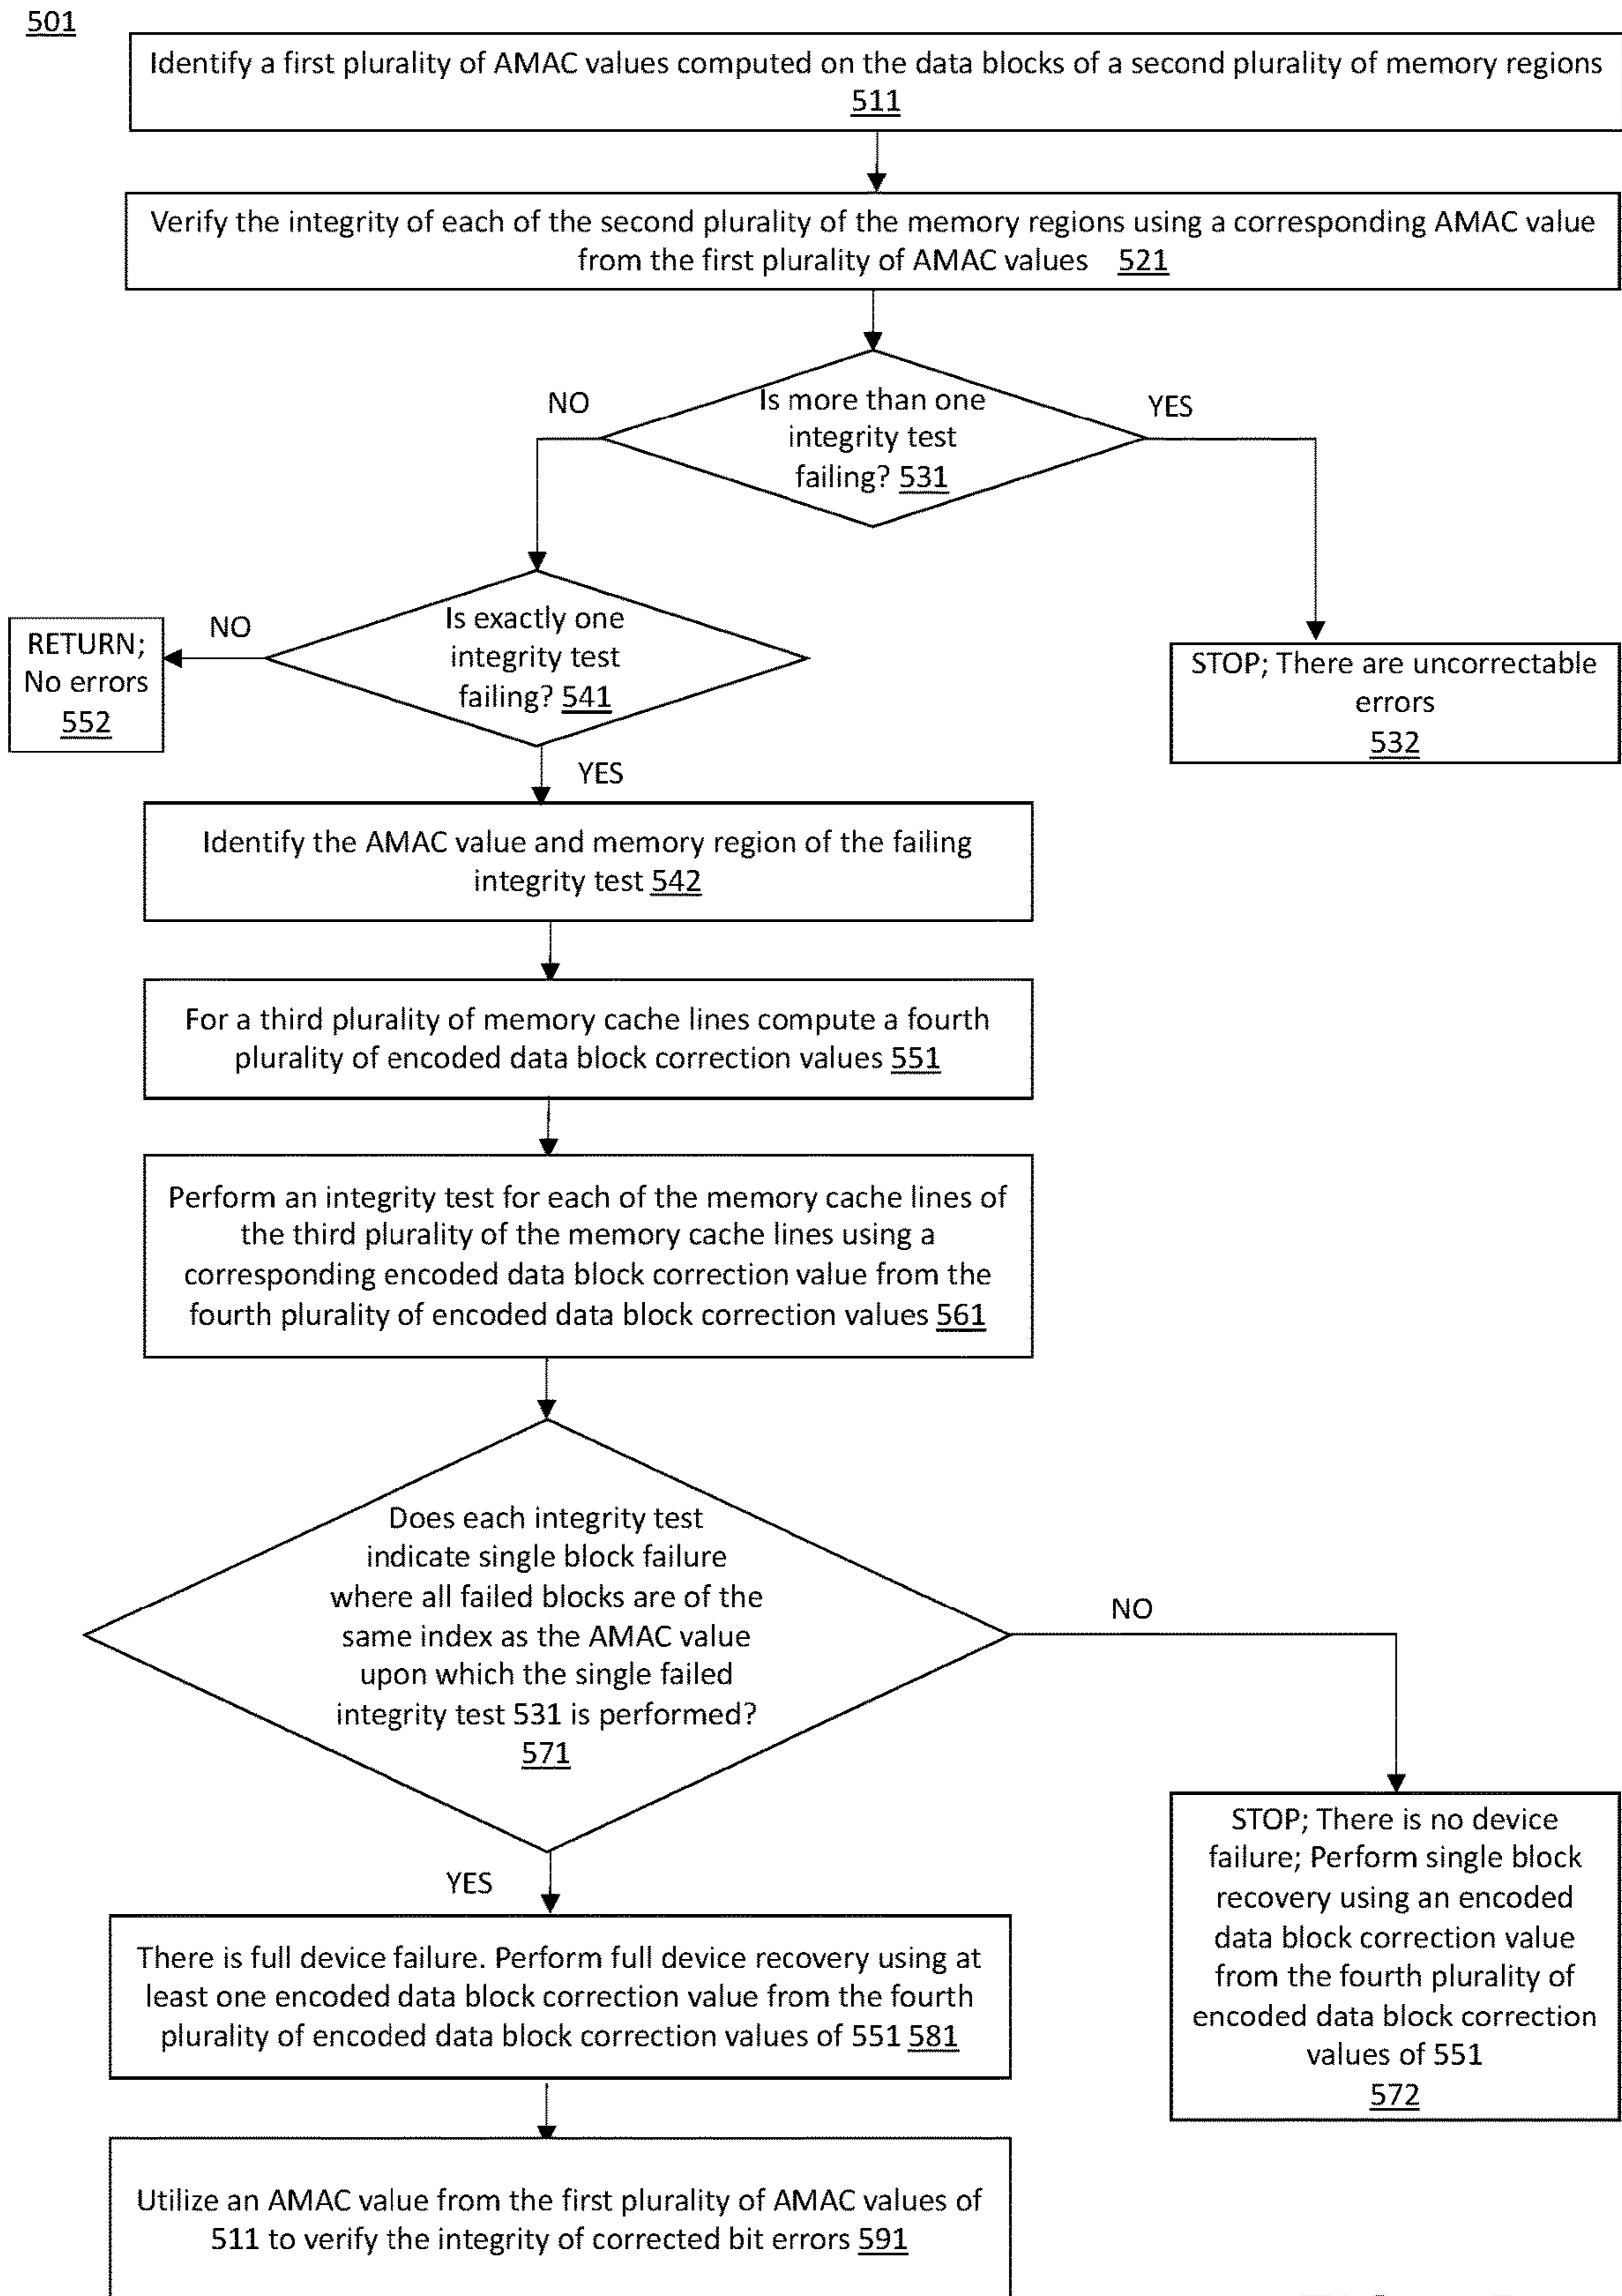 501
Identify a first plurality of AMAC values computed on the data blocks of a second plurality of memory regions
511
Verify the integrity of each of the second plurality of the memory regions using a corresponding AMAC value
from the first plurality of AMAC values 521
NO
Is more than one
integrity test
failing? 531
YES
NO
Is exactly one
integrity test
failing? 541
RETURN;
No errors
552
STOP; There are uncorrectable
errors
532
YES
Identify the AMAC value and memory region of the failing
integrity test 542
For a third plurality of memory cache lines compute a fourth
plurality of encoded data block correction values 551
Perform an integrity test for each of the memory cache lines of
the third plurality of the memory cache lines using a
corresponding encoded data block correction value from the
fourth plurality of encoded data block correction values 561
Does each integrity test
indicate single block failure
where all failed blocks are of the
same index as the AMAC value
upon which the single failed
integrity test 531 is performed?
571
NO
STOP; There is no device
failure; Perform single block
recovery using an encoded
data block correction value
from the fourth plurality of
encoded data block correction
values of 551
572
YES
There is full device failure. Perform full device recovery using at
least one encoded data block correction value from the fourth
plurality of encoded data block correction values of 551 581
Utilize an AMAC value from the first plurality of AMAC values of
511 to verify the integrity of corrected bit errors 591